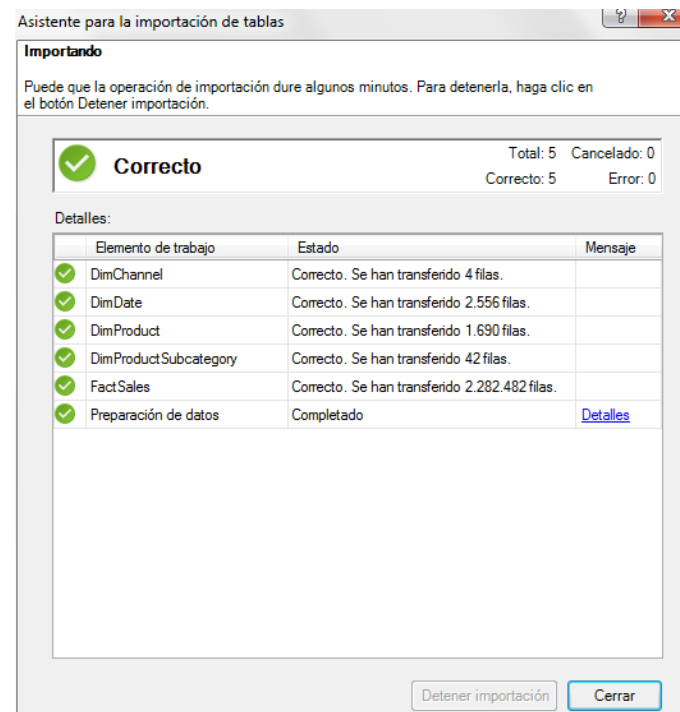 Asistente para la importación de tablas
Importando
Puede que la operación de importación dure algunos minutos. Para detenerla, haga clic en
el botón Detener importación.
Correcto
Total: 5 Cancelado: 0
Correcto: 5 Error: 0
Detalles:
Elemento de trabajo Estado Mensaje
DimChannel Correcto. Se han transferido 4 filas.
DimDate Correcto. Se han transferido 2.556 filas.
DimProduct Correcto. Se han transferido 1.690 filas.
DimProductSubcategory Correcto. Se han transferido 42 filas.
FactSales Correcto. Se han transferido 2.282.482 filas.
Preparación de datos Completado Detalles
Detener importación Cerrar